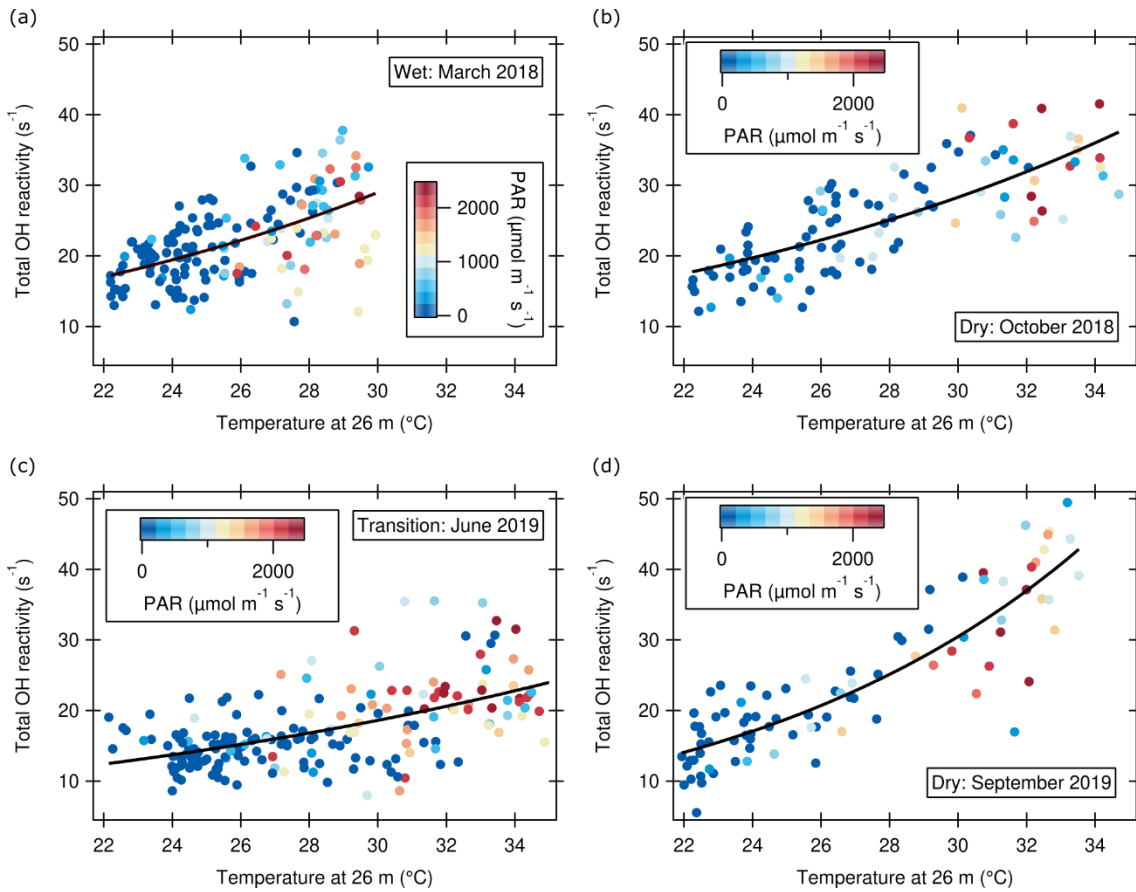 (a)
50
40
30
20
10
Total OH reactivity (s⁻¹)
Wet: March 2018
2000
1000
0
PAR (µmol m⁻¹ s⁻¹)
22 24 26 28 30 32 34
Temperature at 26 m (°C)
(b)
50
40
30
20
10
Total OH reactivity (s⁻¹)
0 2000
PAR (µmol m⁻¹ s⁻¹)
Dry: October 2018
22 24 26 28 30 32 34
Temperature at 26 m (°C)
(c)
50
40
30
20
10
Total OH reactivity (s⁻¹)
0 2000
PAR (µmol m⁻¹ s⁻¹)
Transition: June 2019
22 24 26 28 30 32 34
Temperature at 26 m (°C)
(d)
50
40
30
20
10
Total OH reactivity (s⁻¹)
0 2000
PAR (µmol m⁻¹ s⁻¹)
Dry: September 2019
22 24 26 28 30 32 34
Temperature at 26 m (°C)